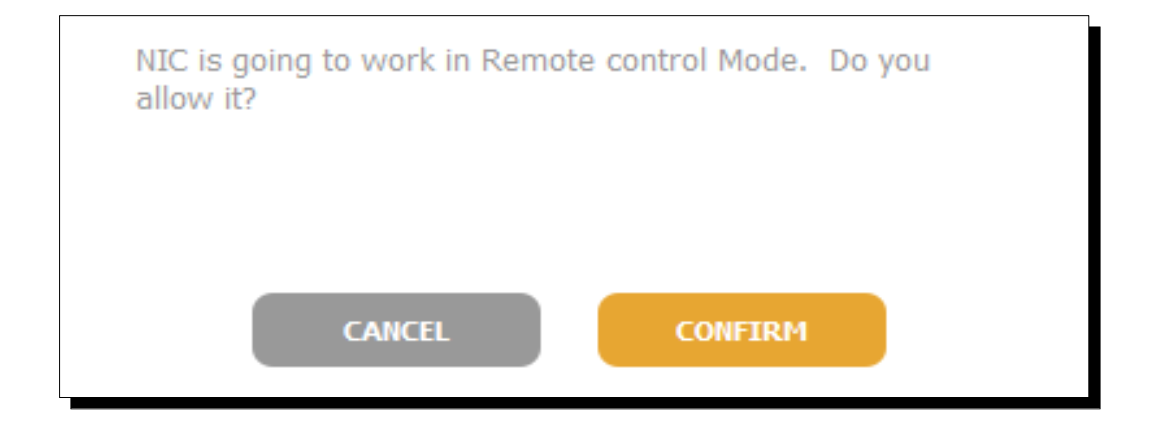 NIC is going to work in Remote control Mode.  Do you
allow it?
CANCEL
CONFIRM